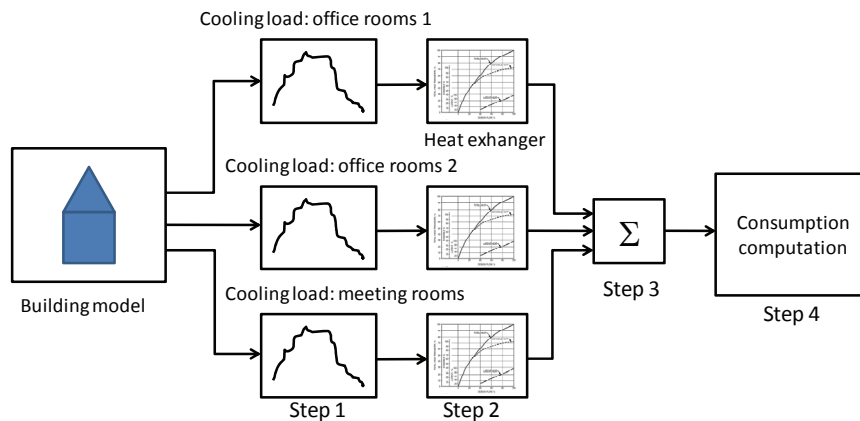 Cooling load: office rooms 1
Heat exhanger
Cooling load: office rooms 2
Building model
Σ
Step 3
Consumption
computation
Step 4
Cooling load: meeting rooms
Step 1
Step 2